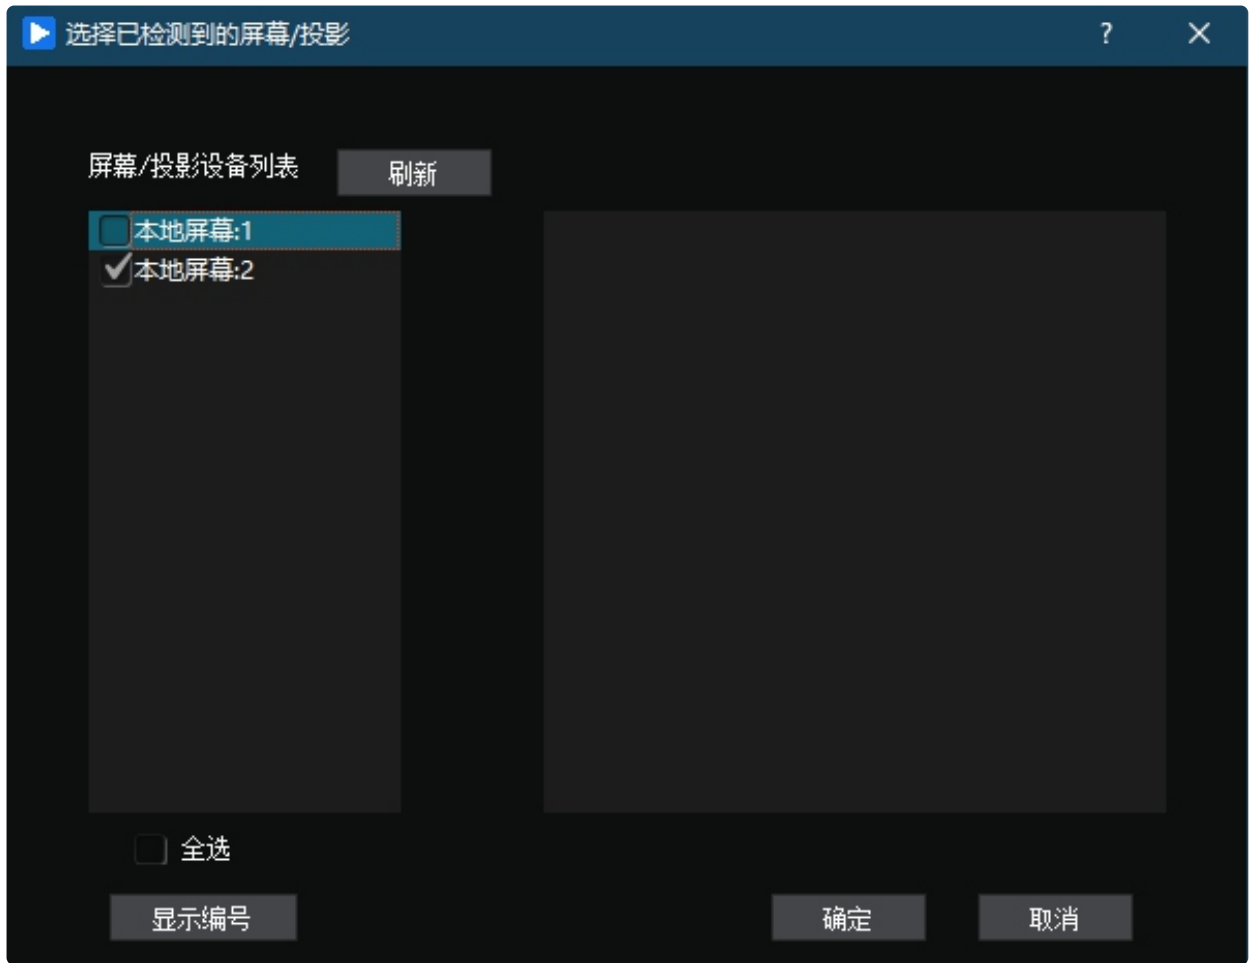 选择已检测到的屏幕/投影 ?
屏幕/投影设备列表 刷新
本地屏幕:1
本地屏幕:2
全选
显示编号 确定 取消